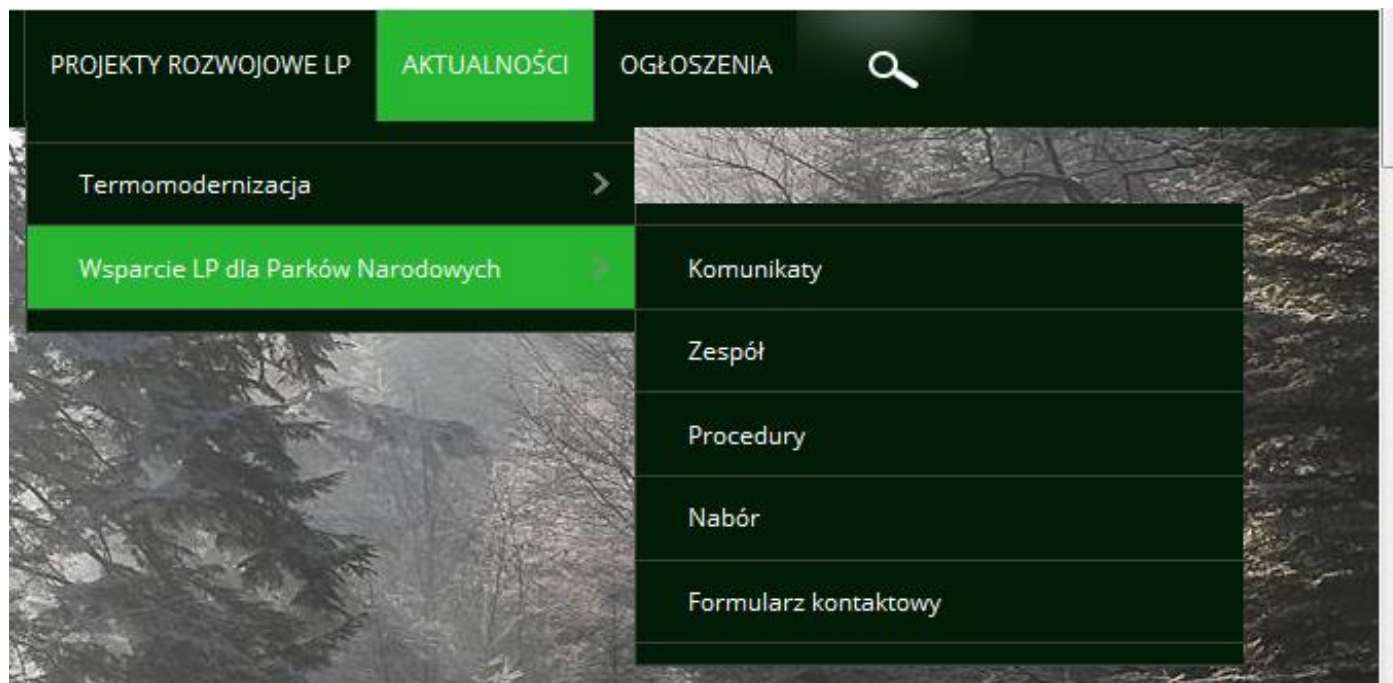 PROJEKTY ROZWOJOWE LP AKTUALNOŚCI OGŁOSZENIA
Termomodernizacja
Wsparcie LP dla Parków Narodowych
Komunikaty
Zespół
Procedury
Nabór
Formularz kontaktowy